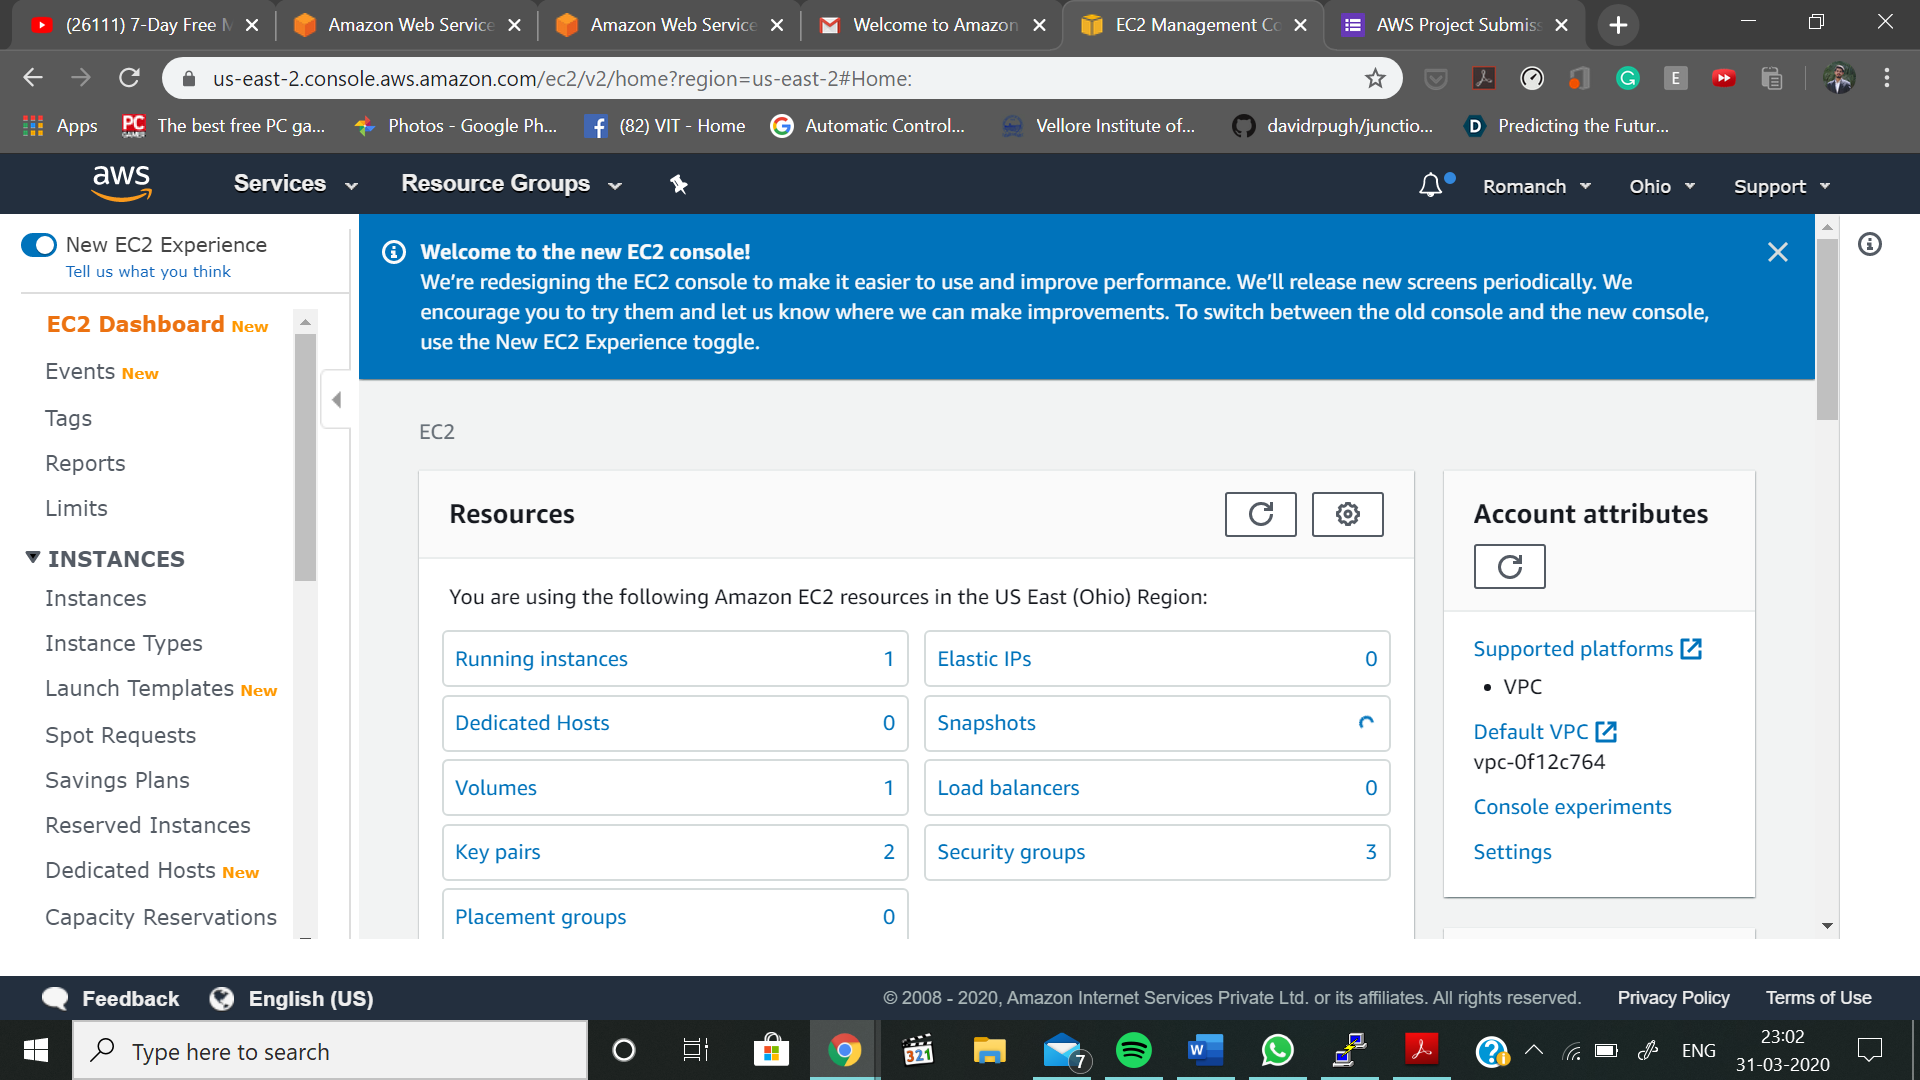 (26111) 7-Day Free
Amazon Web Service
Amazon Web Service
Welcome to Amazon
EC2 Management Co
AWS Project Submiss
us-east-2.console.aws.amazon.com/ec2/v2/home?region=us-east-2#Home:
Apps
The best free PC ga...
Photos - Google Ph...
(82) VIT - Home
Automatic Control...
Vellore Institute of...
davidrpugh/junctio...
Predicting the Futur...
aws
Services
Resource Groups
Romanch
Ohio
Support
New EC2 Experience
Tell us what you think
EC2 Dashboard New
Events New
Tags
Reports
Limits
INSTANCES
Instances
Instance Types
Launch Templates New
Spot Requests
Savings Plans
Reserved Instances
Dedicated Hosts New
Capacity Reservations
Welcome to the new EC2 console!
We’re redesigning the EC2 console to make it easier to use and improve performance. We’ll release new screens periodically. We
encourage you to try them and let us know where we can make improvements. To switch between the old console and the new console,
use the New EC2 Experience toggle.
EC2
Resources
You are using the following Amazon EC2 resources in the US East (Ohio) Region:
Running instances 1
Elastic IPs 0
Dedicated Hosts 0
Snapshots
Volumes 1
Load balancers 0
Key pairs 2
Security groups 3
Placement groups 0
Account attributes
Supported platforms
• VPC
Default VPC
vpc-0f12c764
Console experiments
Settings
Feedback
English (US)
© 2008 - 2020, Amazon Internet Services Private Ltd. or its affiliates. All rights reserved.
Privacy Policy
Terms of Use
Type here to search
321
7
ENG
23:02
31-03-2020